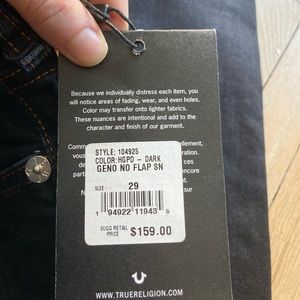 Because we individually distress each item, you
will notice areas of fading, wear, and even holes.
Color may transfer onto lighter fabrics.
These nuances are intentional and add to the
character and finish of our garment.
STYLE: 104925
COLOR:HGPD - DARK
GENO NO FLAP SN
SIZE
29
1 94922 11943 6
SUGG RETAIL
PRICE $159.00
WWW.TRUERELIGION.COM